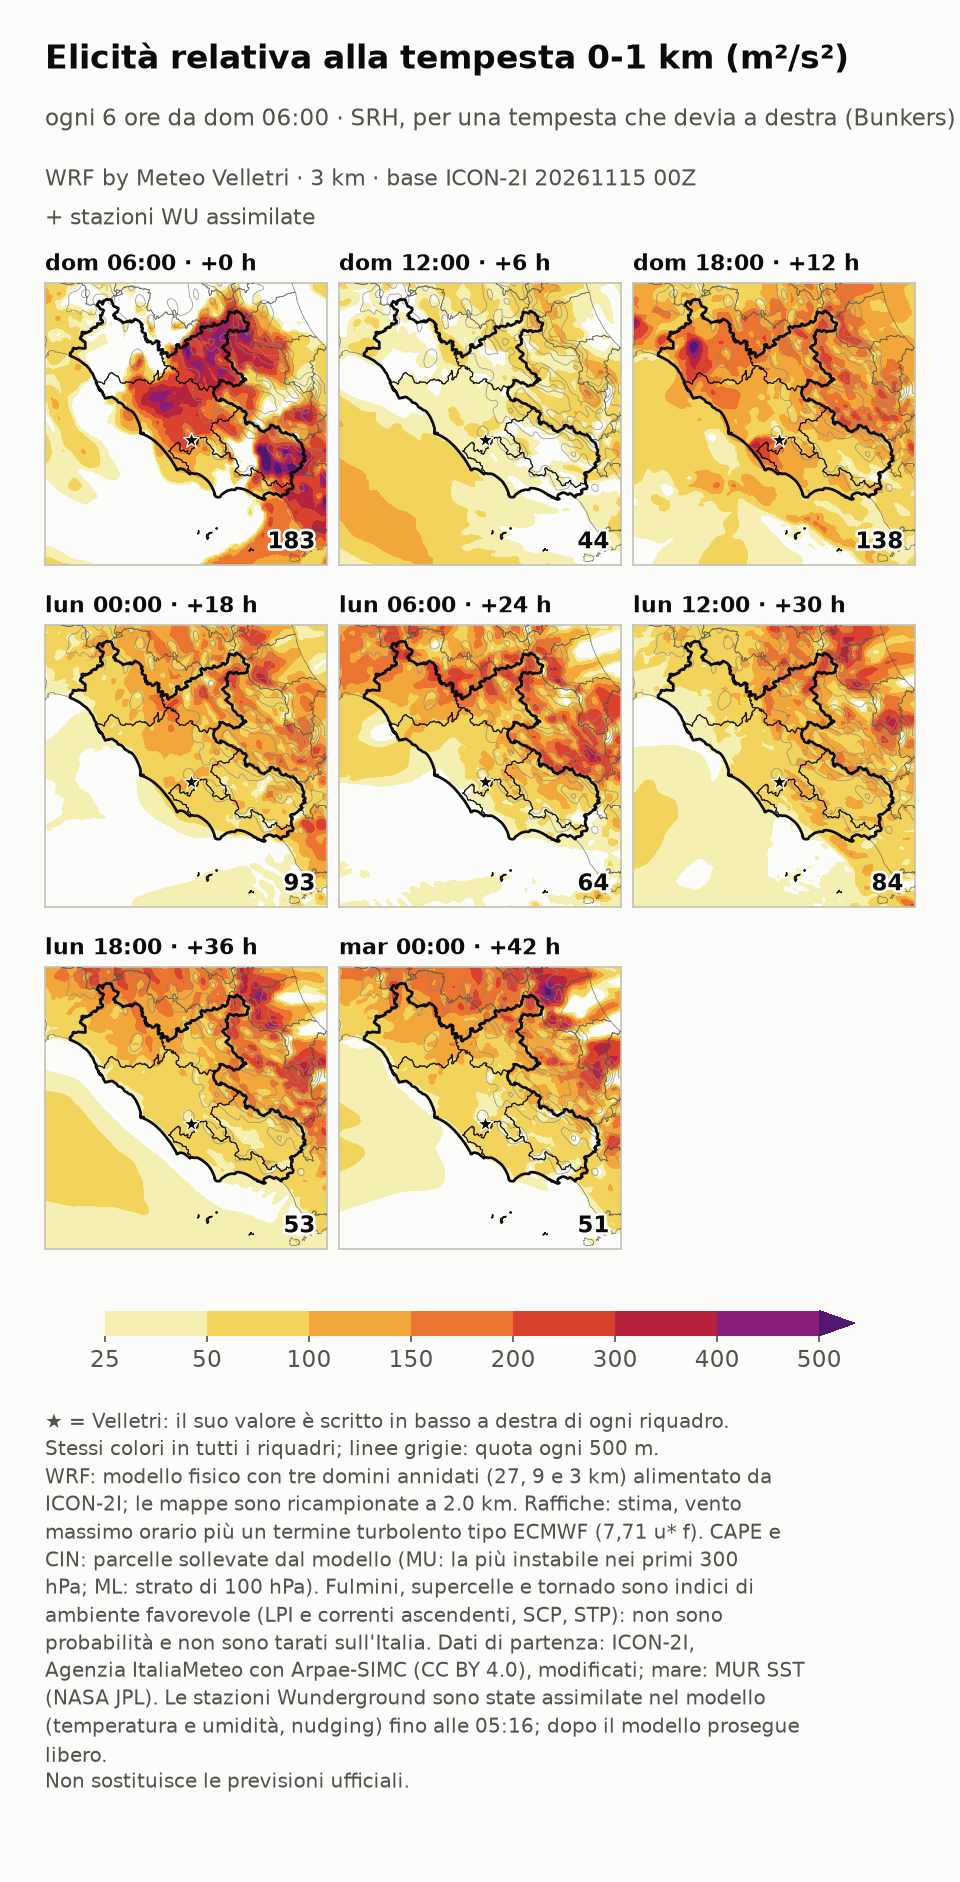 Elicità relativa alla tempesta 0-1 km (m²/s²)
ogni 6 ore da dom 06:00 · SRH, per una tempesta che devia a destra (Bunkers)
WRF by Meteo Velletri · 3 km · base ICON-2I 20261115 00Z
+ stazioni WU assimilate
dom 06:00 · +0 h
dom 12:00 · +6 h
dom 18:00 · +12 h
183
44
138
lun 00:00 · +18 h
lun 06:00 · +24 h
lun 12:00 · +30 h
93
64
84
lun 18:00 · +36 h
mar 00:00 · +42 h
53
51
25 50 100 150 200 300 400 500
★ = Velletri: il suo valore è scritto in basso a destra di ogni riquadro.
Stessi colori in tutti i riquadri; linee grigie: quota ogni 500 m.
WRF: modello fisico con tre domini annidati (27, 9 e 3 km) alimentato da
ICON-2I; le mappe sono ricampionate a 2.0 km. Raffiche: stima, vento
massimo orario più un termine turbolento tipo ECMWF (7,71 u* f). CAPE e
CIN: parcelle sollevate dal modello (MU: la più instabile nei primi 300
hPa; ML: strato di 100 hPa). Fulmini, supercelle e tornado sono indici di
ambiente favorevole (LPI e correnti ascendenti, SCP, STP): non sono
probabilità e non sono tarati sull'Italia. Dati di partenza: ICON-2I,
Agenzia ItaliaMeteo con Arpae-SIMC (CC BY 4.0), modificati; mare: MUR SST
(NASA JPL). Le stazioni Wunderground sono state assimilate nel modello
(temperatura e umidità, nudging) fino alle 05:16; dopo il modello prosegue
libero.
Non sostituisce le previsioni ufficiali.